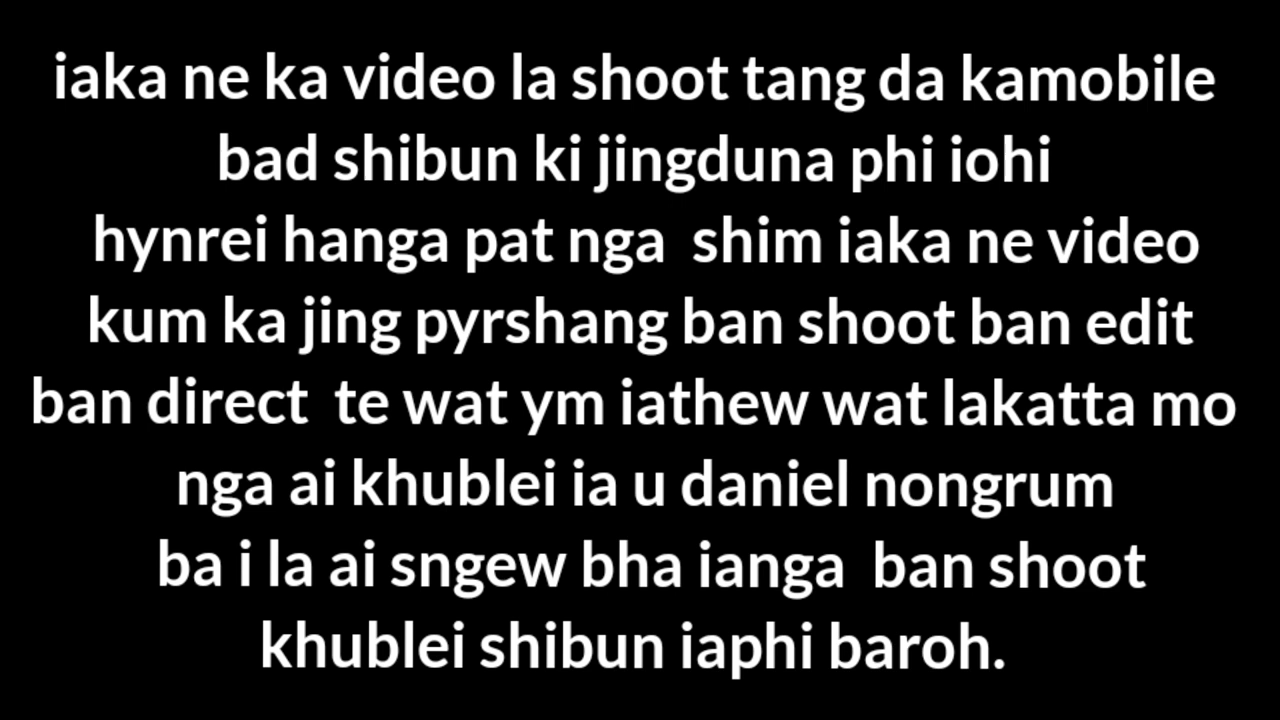 iaka ne ka video la shoot tang da kamobile
bad shibun ki jingduna phi iohi
hynrei hanga pat nga shim iaka ne video
kum ka jing pyrshang ban shoot ban edit
ban direct te wat ym iathew wat lakatta mo
nga ai khublei ia u daniel nongrum
ba i la ai sngew bha ianga ban shoot
khublei shibun iaphi baroh.